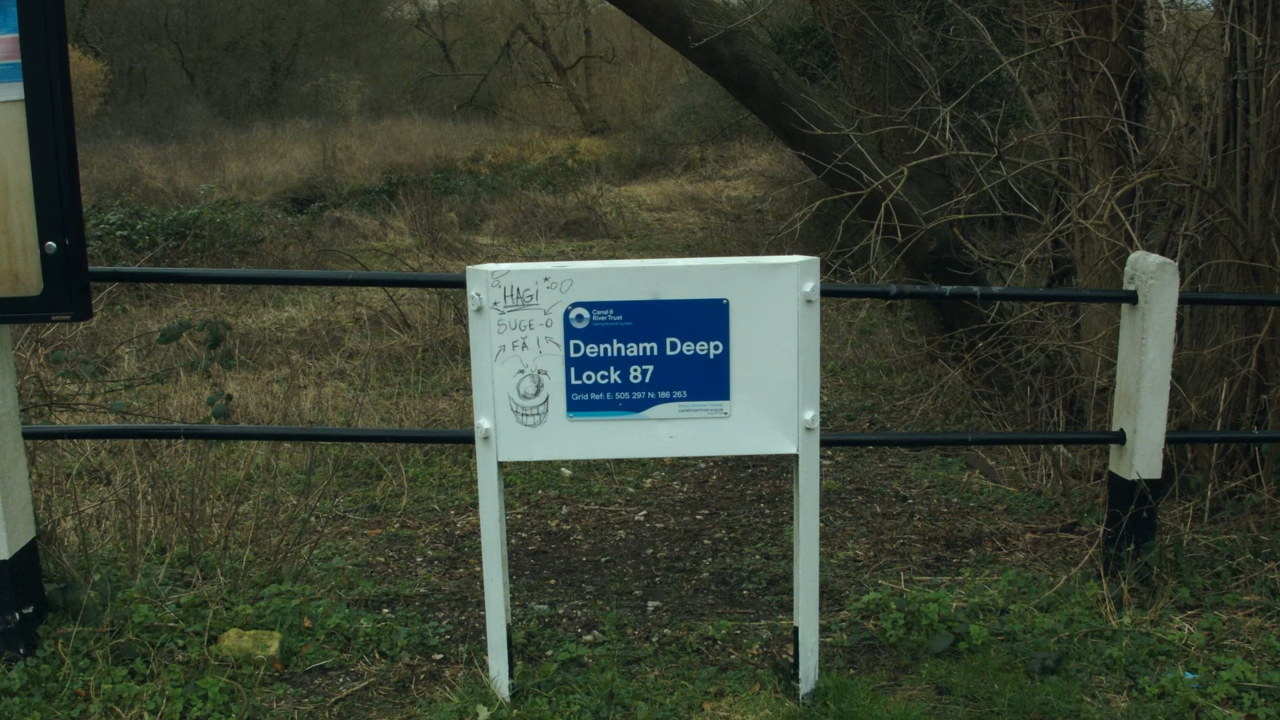 HAGI
SUGE-O
FĂ!
Canal &
River Trust
Denham Deep
Lock 87
Grid Ref: E: 505 297 N: 186 263